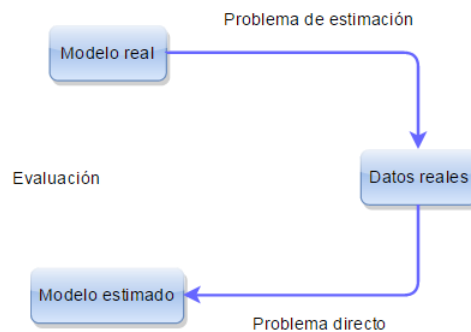 Problema de estimación
Modelo real
Evaluación
Datos reales
Modelo estimado
Problema directo